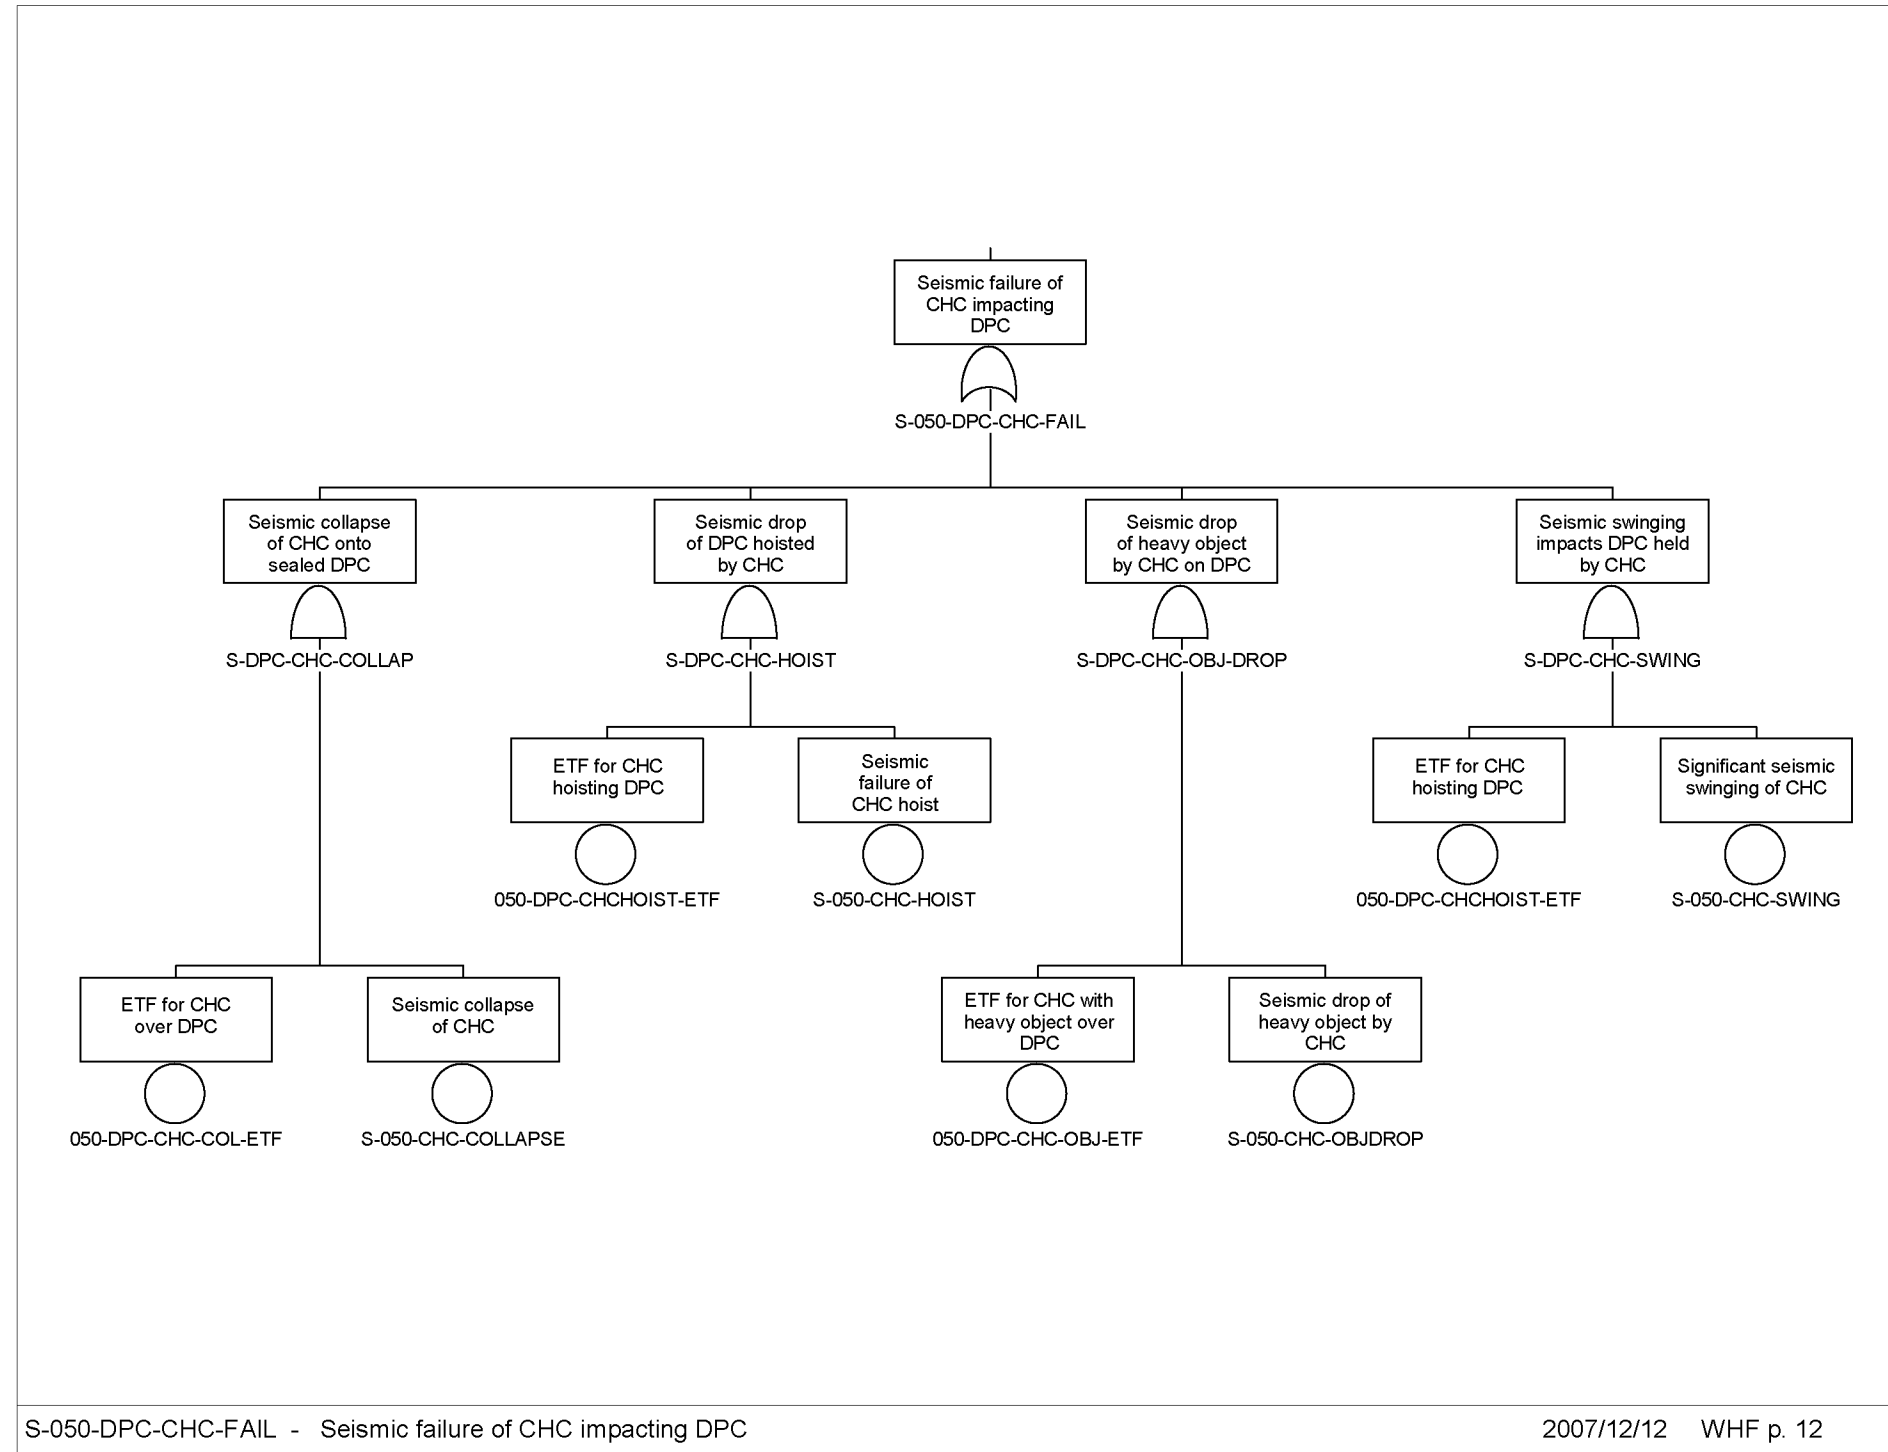 Seismic failure of
CHC impacting
DPC
S-050-DPC-CHC-FAIL
Seismic collapse
of CHC onto
sealed DPC
S-DPC-CHC-COLLAP
Seismic drop
of DPC hoisted
by CHC
S-DPC-CHC-HOIST
Seismic drop
of heavy object
by CHC on DPC
S-DPC-CHC-OBJ-DROP
Seismic swinging
impacts DPC held
by CHC
S-DPC-CHC-SWING
ETF for CHC
hoisting DPC
050-DPC-CHCHOIST-ETF
Seismic
failure of
CHC hoist
S-050-CHC-HOIST
ETF for CHC
hoisting DPC
050-DPC-CHCHOIST-ETF
Significant seismic
swinging of CHC
S-050-CHC-SWING
ETF for CHC
over DPC
050-DPC-CHC-COL-ETF
Seismic collapse
of CHC
S-050-CHC-COLLAPSE
ETF for CHC with
heavy object over
DPC
050-DPC-CHC-OBJ-ETF
Seismic drop of
heavy object by
CHC
S-050-CHC-OBJDROP
S-050-DPC-CHC-FAIL - Seismic failure of CHC impacting DPC
2007/12/12 WHF p. 12